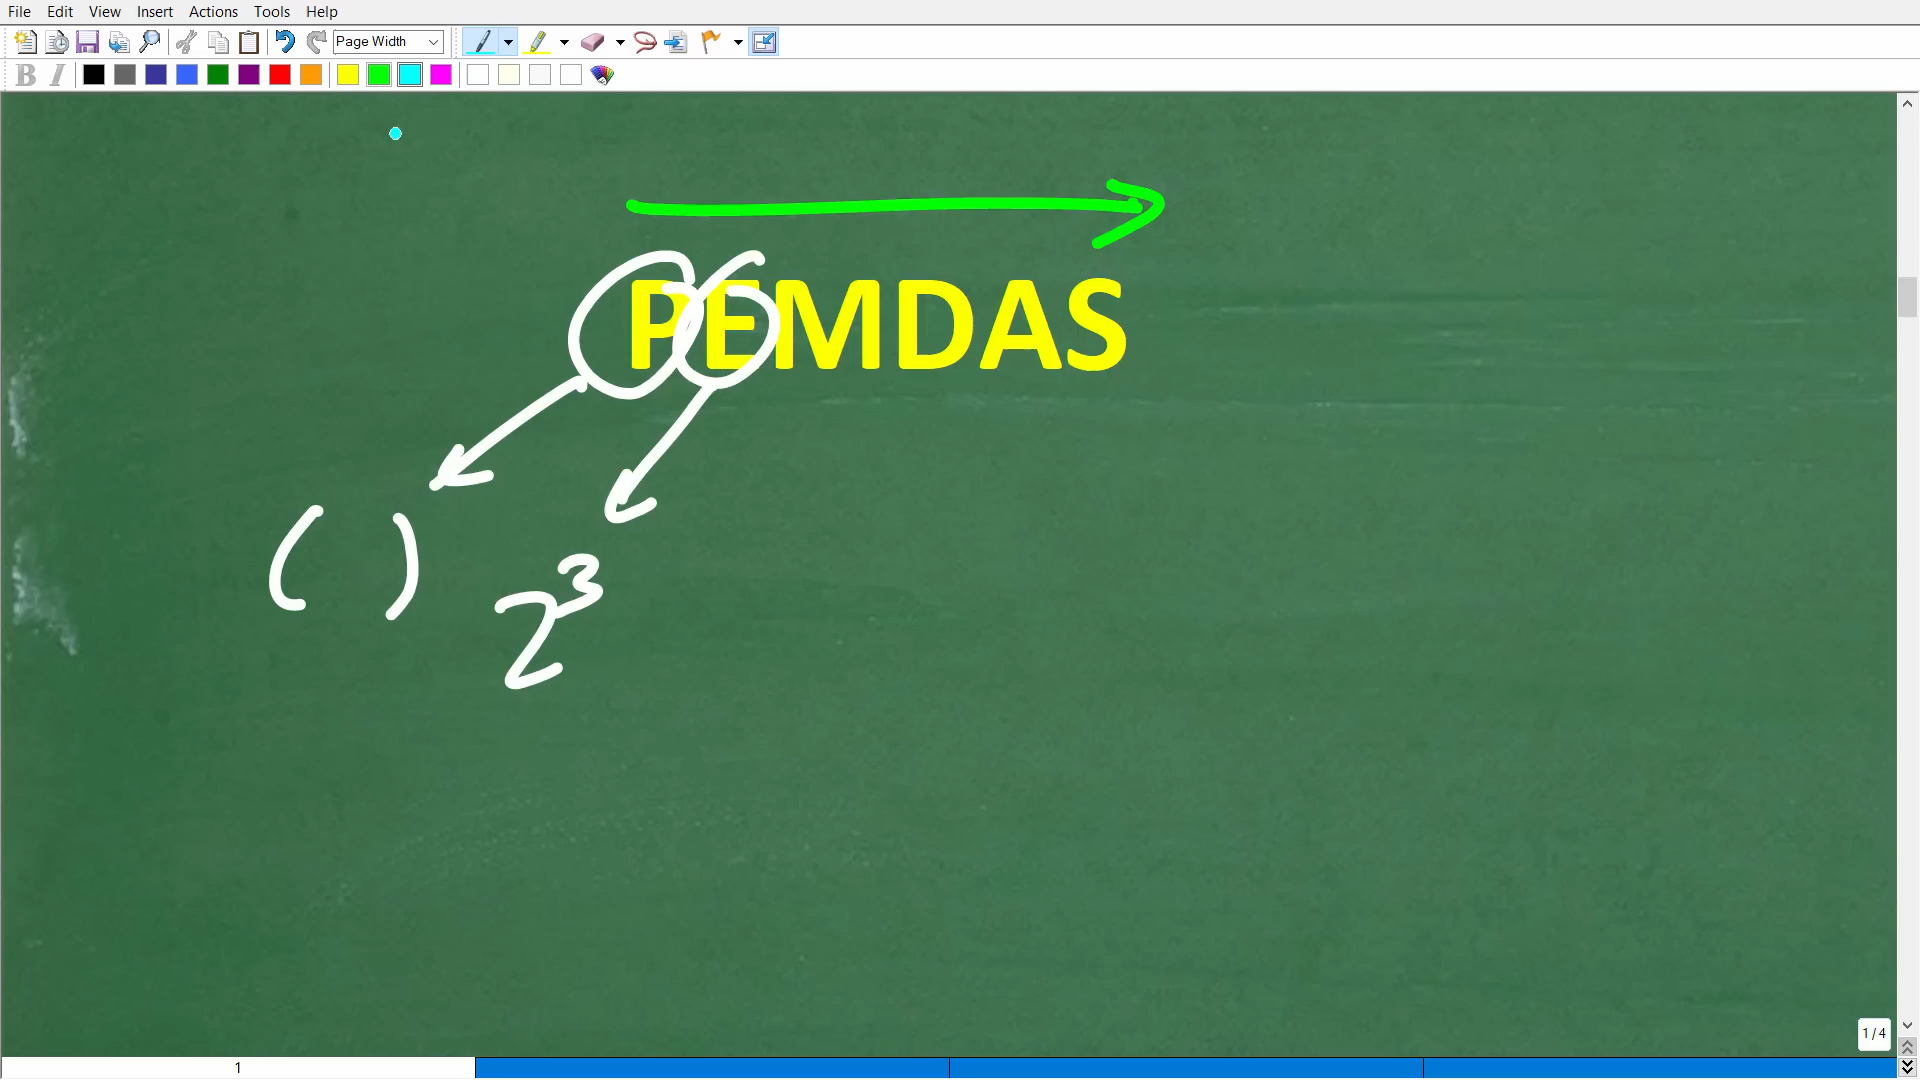 File Edit View Insert Actions Tools Help
Page Width
B I
PEMDAS
( )
2³
1 / 4
1